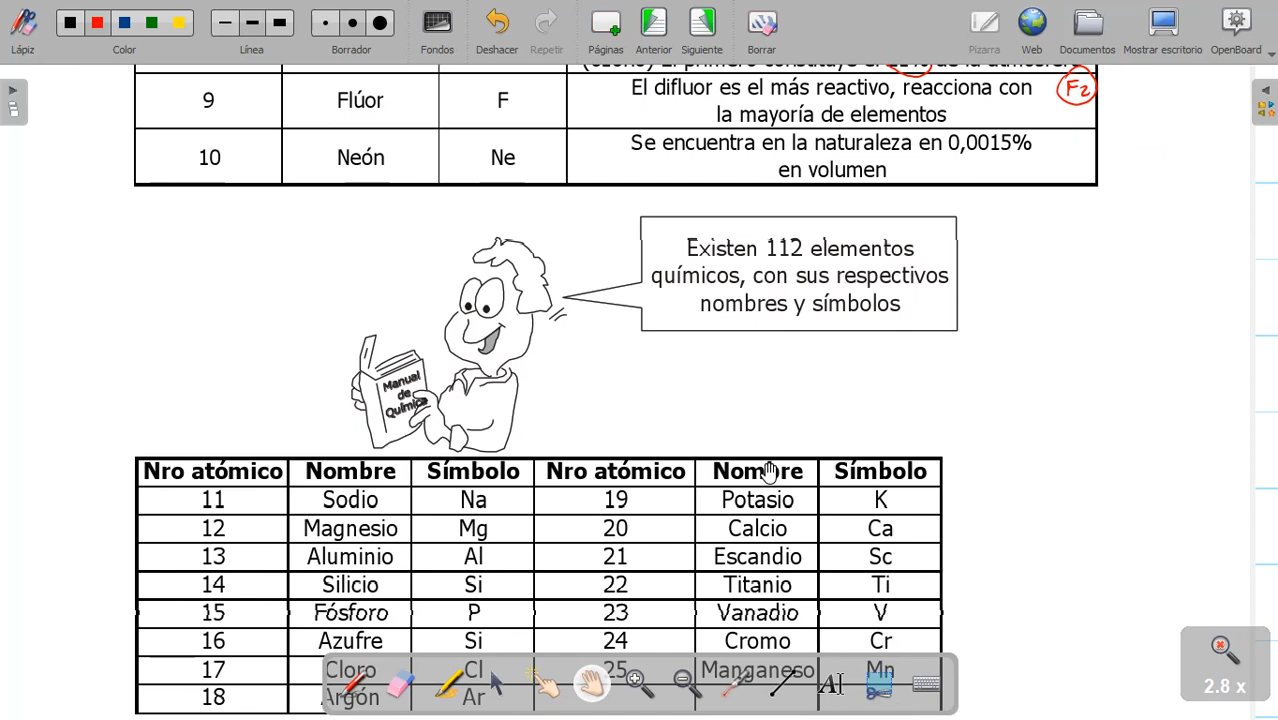 Lápiz
Color
Línea
Borrador
Fondos
Deshacer
Repetir
Páginas
Anterior
Siguiente
Borrar
Pizarra
Web
Documentos
Mostrar escritorio
OpenBoard
9 Flúor F El difluor es el más reactivo, reacciona con
la mayoría de elementos
F2
10 Neón Ne Se encuentra en la naturaleza en 0,0015%
en volumen
Existen 112 elementos
químicos, con sus respectivos
nombres y símbolos
Manual
de
Química
Nro atómico Nombre Símbolo Nro atómico Nombre Símbolo
11 Sodio Na 19 Potasio K
12 Magnesio Mg 20 Calcio Ca
13 Aluminio Al 21 Escandio Sc
14 Silicio Si 22 Titanio Ti
15 Fósforo P 23 Vanadio V
16 Azufre Si 24 Cromo Cr
17 Cloro Cl 25 Manganeso Mn
18 Argón Ar
2.8 x